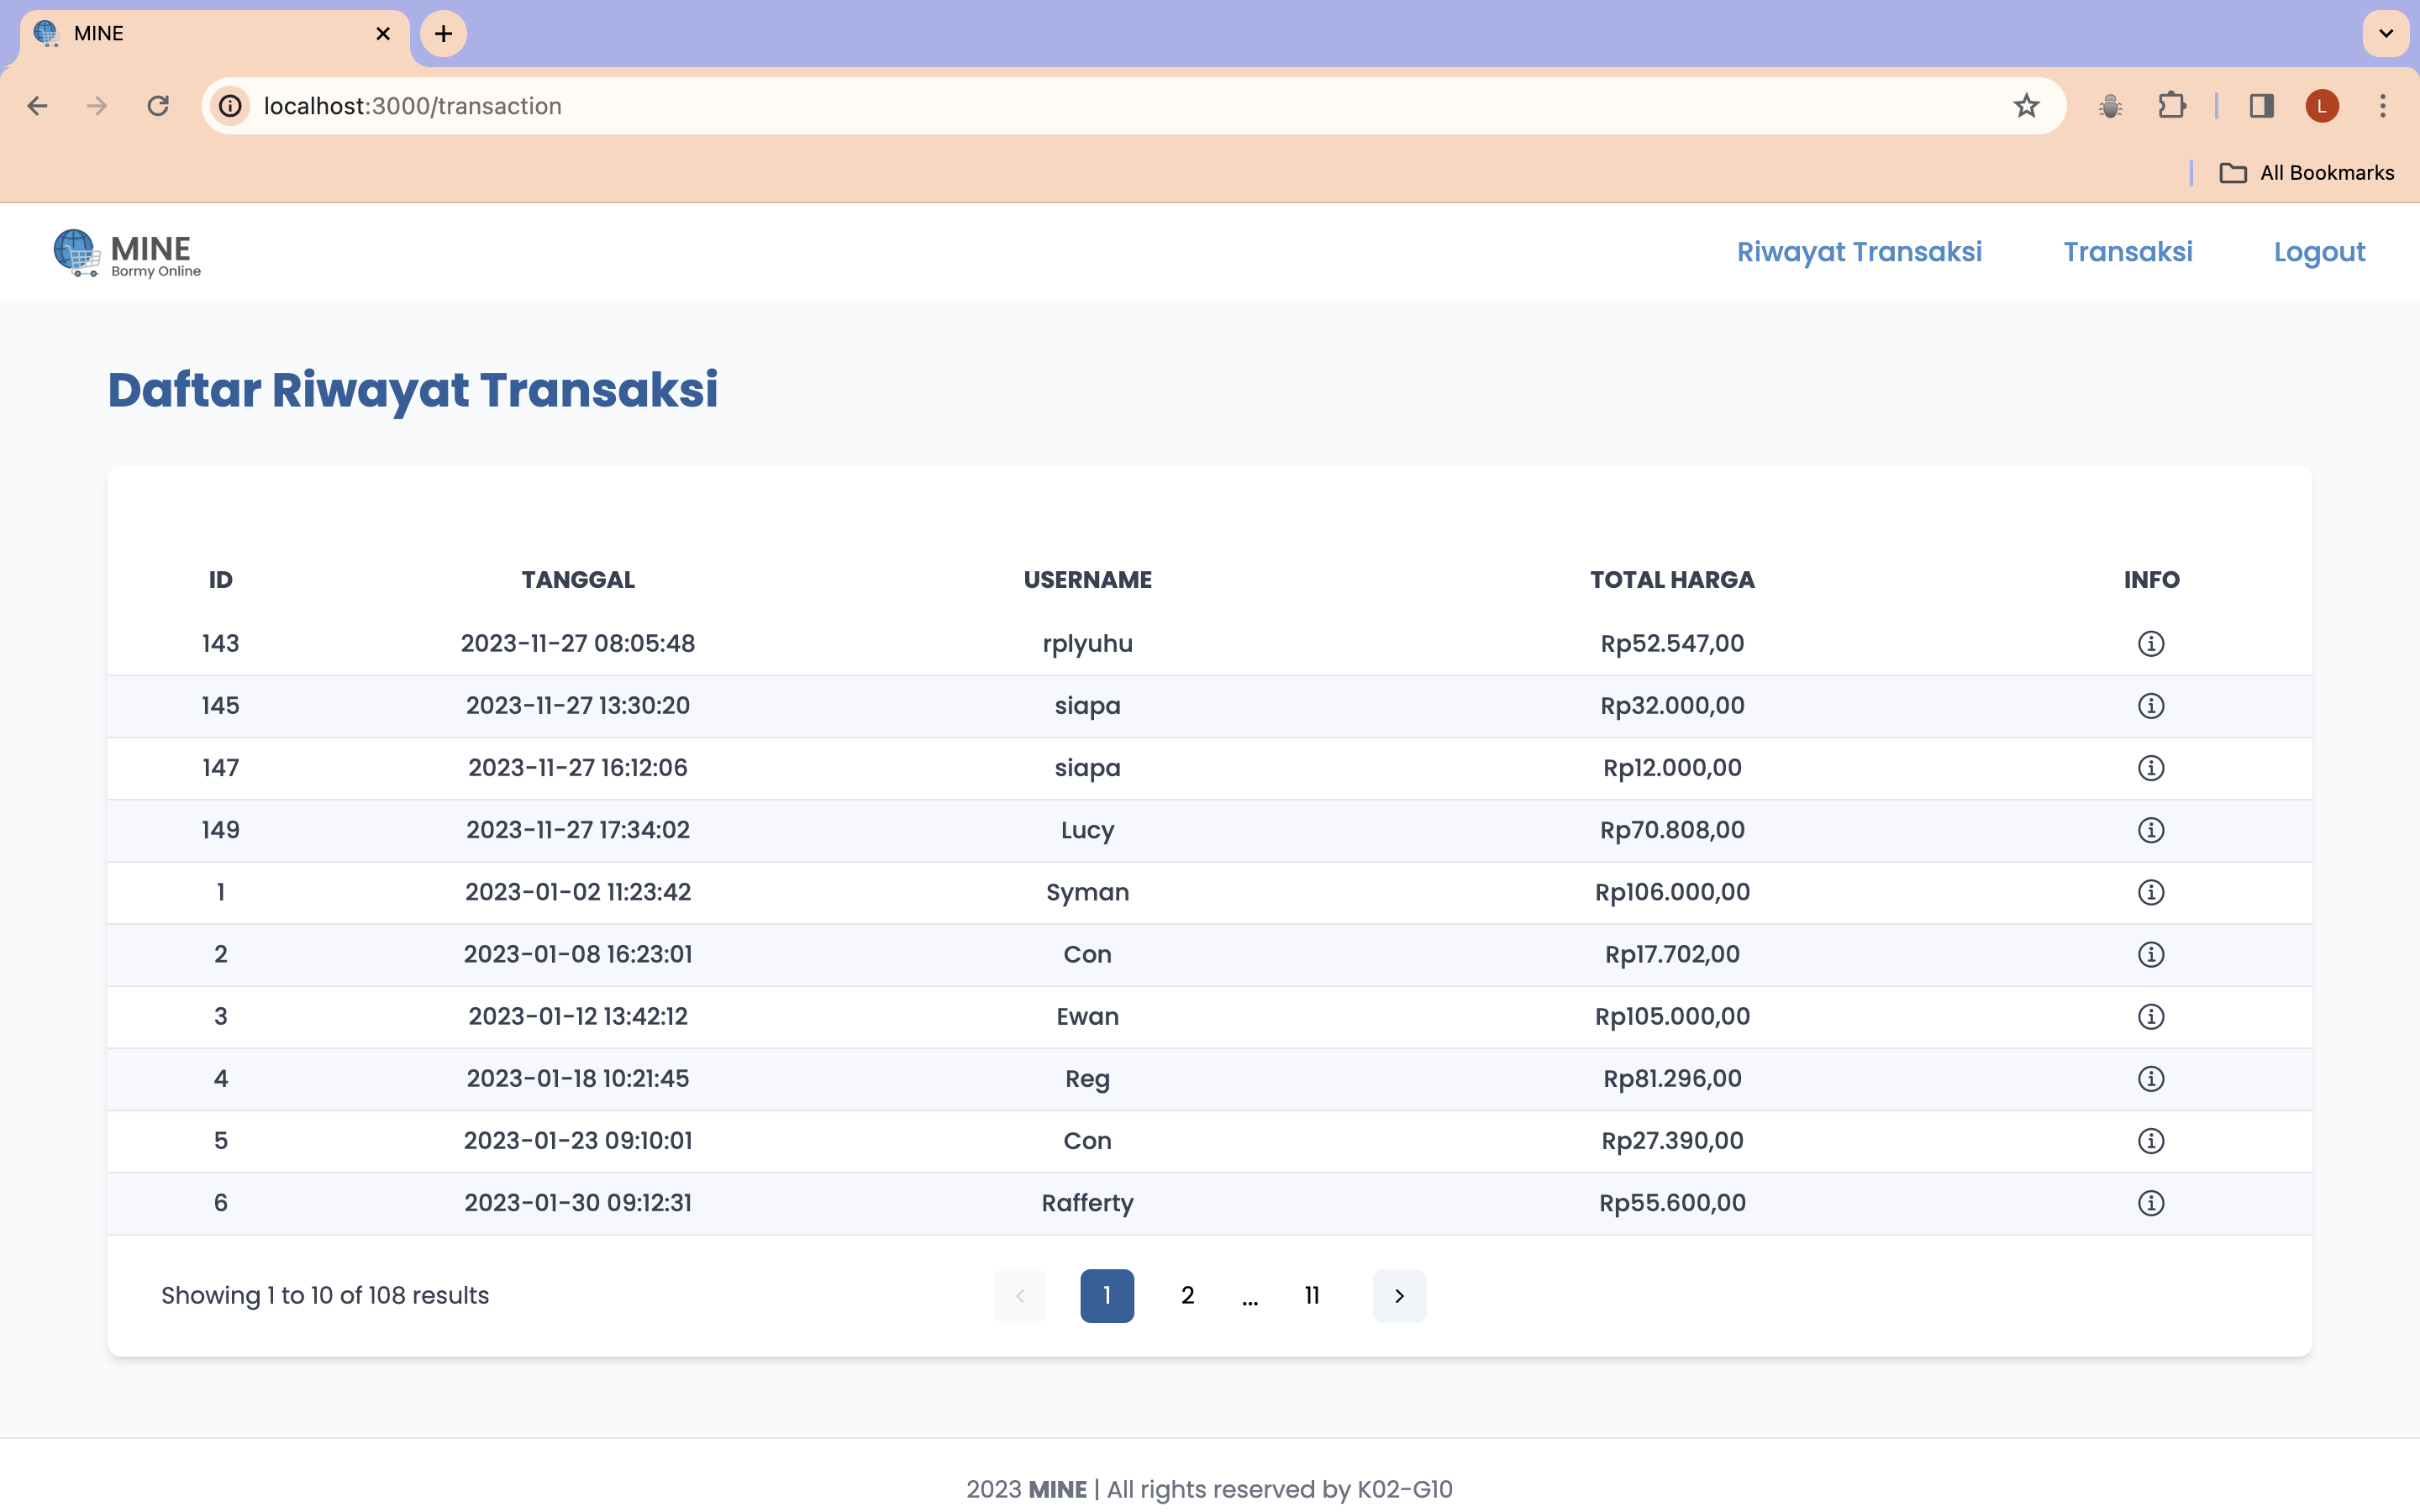 MINE
localhost:3000/transaction
L
All Bookmarks
MINE
Bormy Online
Riwayat Transaksi Transaksi Logout
Daftar Riwayat Transaksi
ID TANGGAL USERNAME TOTAL HARGA INFO
143 2023-11-27 08:05:48 rplyuhu Rp52.547,00
145 2023-11-27 13:30:20 siapa Rp32.000,00
147 2023-11-27 16:12:06 siapa Rp12.000,00
149 2023-11-27 17:34:02 Lucy Rp70.808,00
1 2023-01-02 11:23:42 Syman Rp106.000,00
2 2023-01-08 16:23:01 Con Rp17.702,00
3 2023-01-12 13:42:12 Ewan Rp105.000,00
4 2023-01-18 10:21:45 Reg Rp81.296,00
5 2023-01-23 09:10:01 Con Rp27.390,00
6 2023-01-30 09:12:31 Rafferty Rp55.600,00
Showing 1 to 10 of 108 results 1 2 ... 11
2023 MINE | All rights reserved by K02-G10